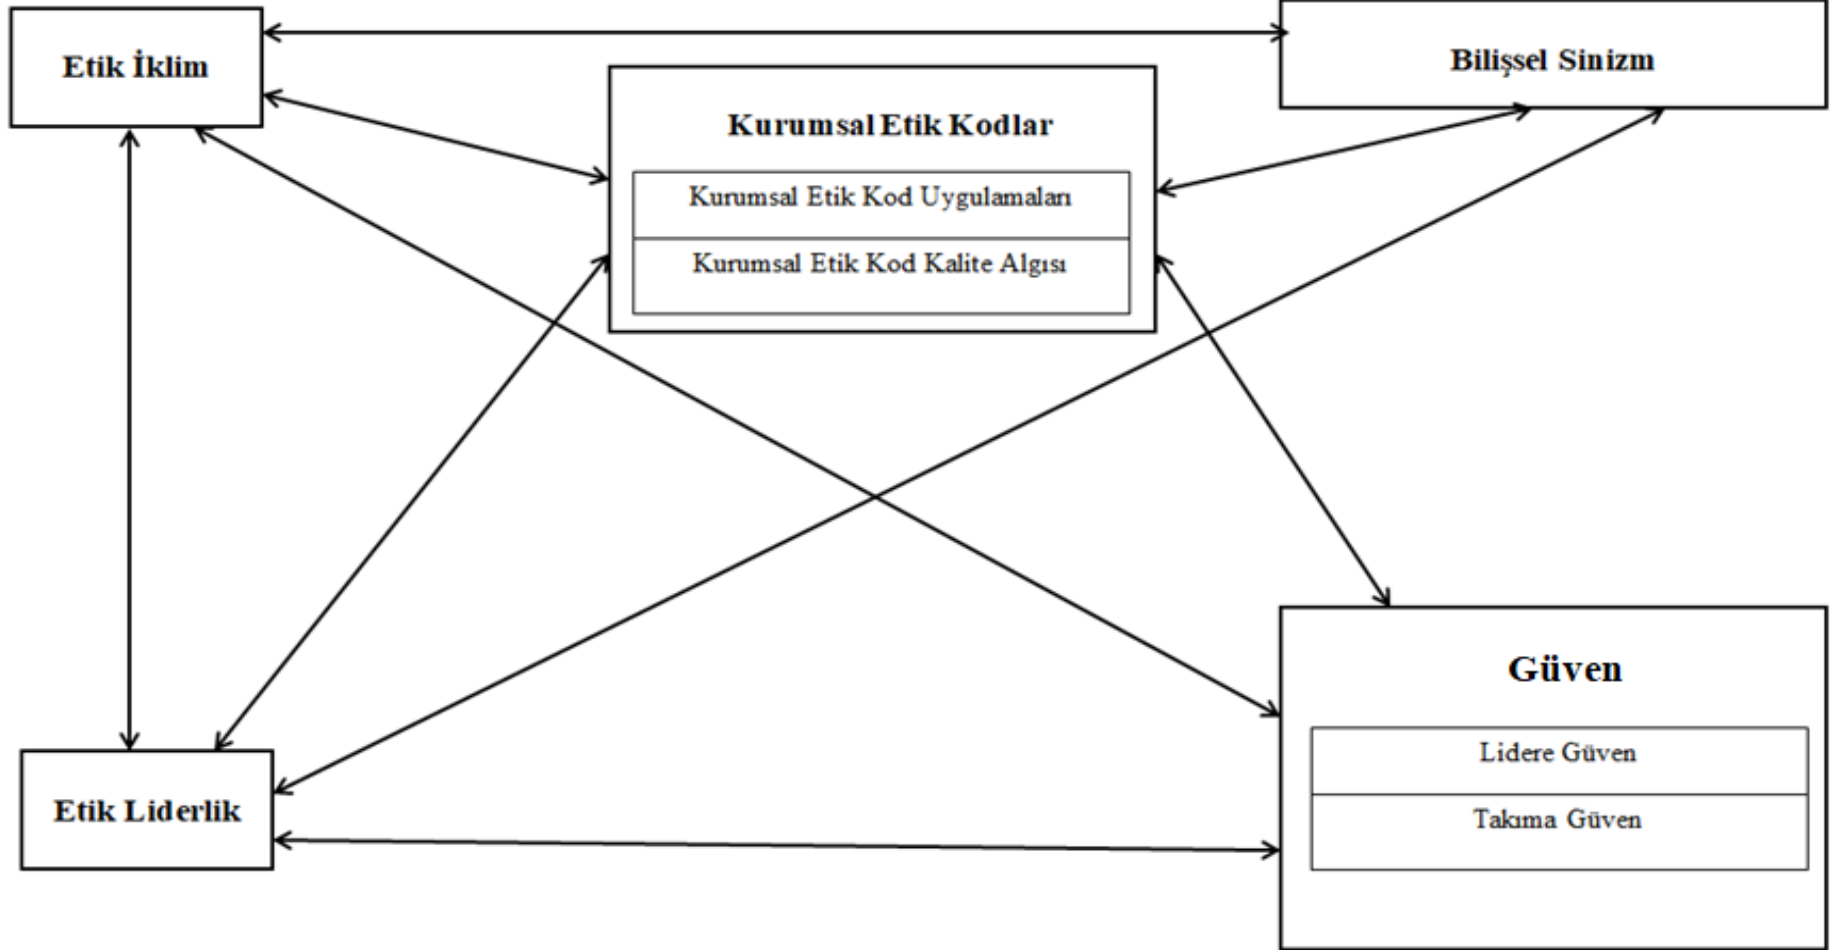 Etik İklim
Bilişsel Sinizm
Kurumsal Etik Kodlar
Kurumsal Etik Kod Uygulamaları
Kurumsal Etik Kod Kalite Algısı
Güven
Lidere Güven
Takıma Güven
Etik Liderlik